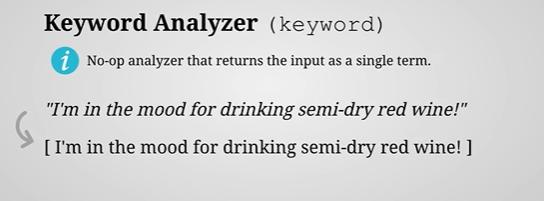 Keyword Analyzer (keyword)
i No-op analyzer that returns the input as a single term.
"I'm in the mood for drinking semi-dry red wine!"
[ I'm in the mood for drinking semi-dry red wine! ]